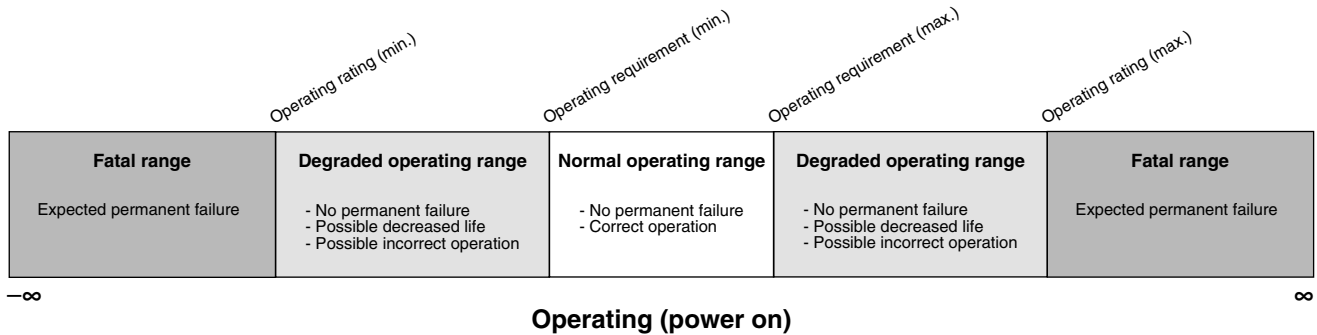 Operating rating (min.)
Operating requirement (min.)
Operating requirement (max.)
Operating rating (max.)
Fatal range
Expected permanent failure
Degraded operating range
- No permanent failure
- Possible decreased life
- Possible incorrect operation
Normal operating range
- No permanent failure
- Correct operation
Degraded operating range
- No permanent failure
- Possible decreased life
- Possible incorrect operation
Fatal range
Expected permanent failure
–∞
∞
Operating (power on)